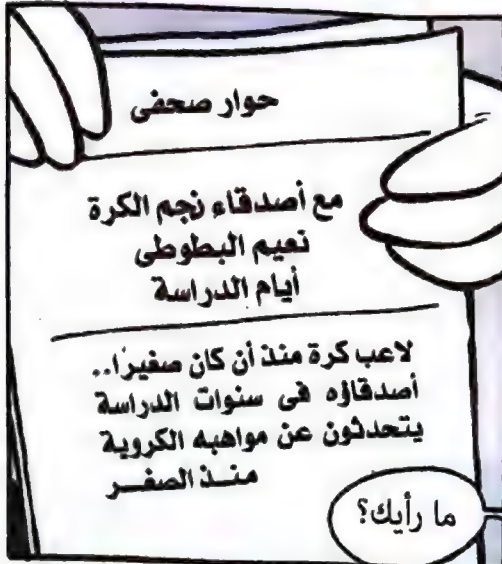 حوار صحفى
مع أصدقاء نجم الكرة
نعيم البطوطى
أيام الدراسة
لاعب كرة منذ أن كان صغيرا..
أصدقاؤه فى سنوات الدراسة
يتحدثون عن مواهبه الكروية
منذ الصغر
ما رأيك؟